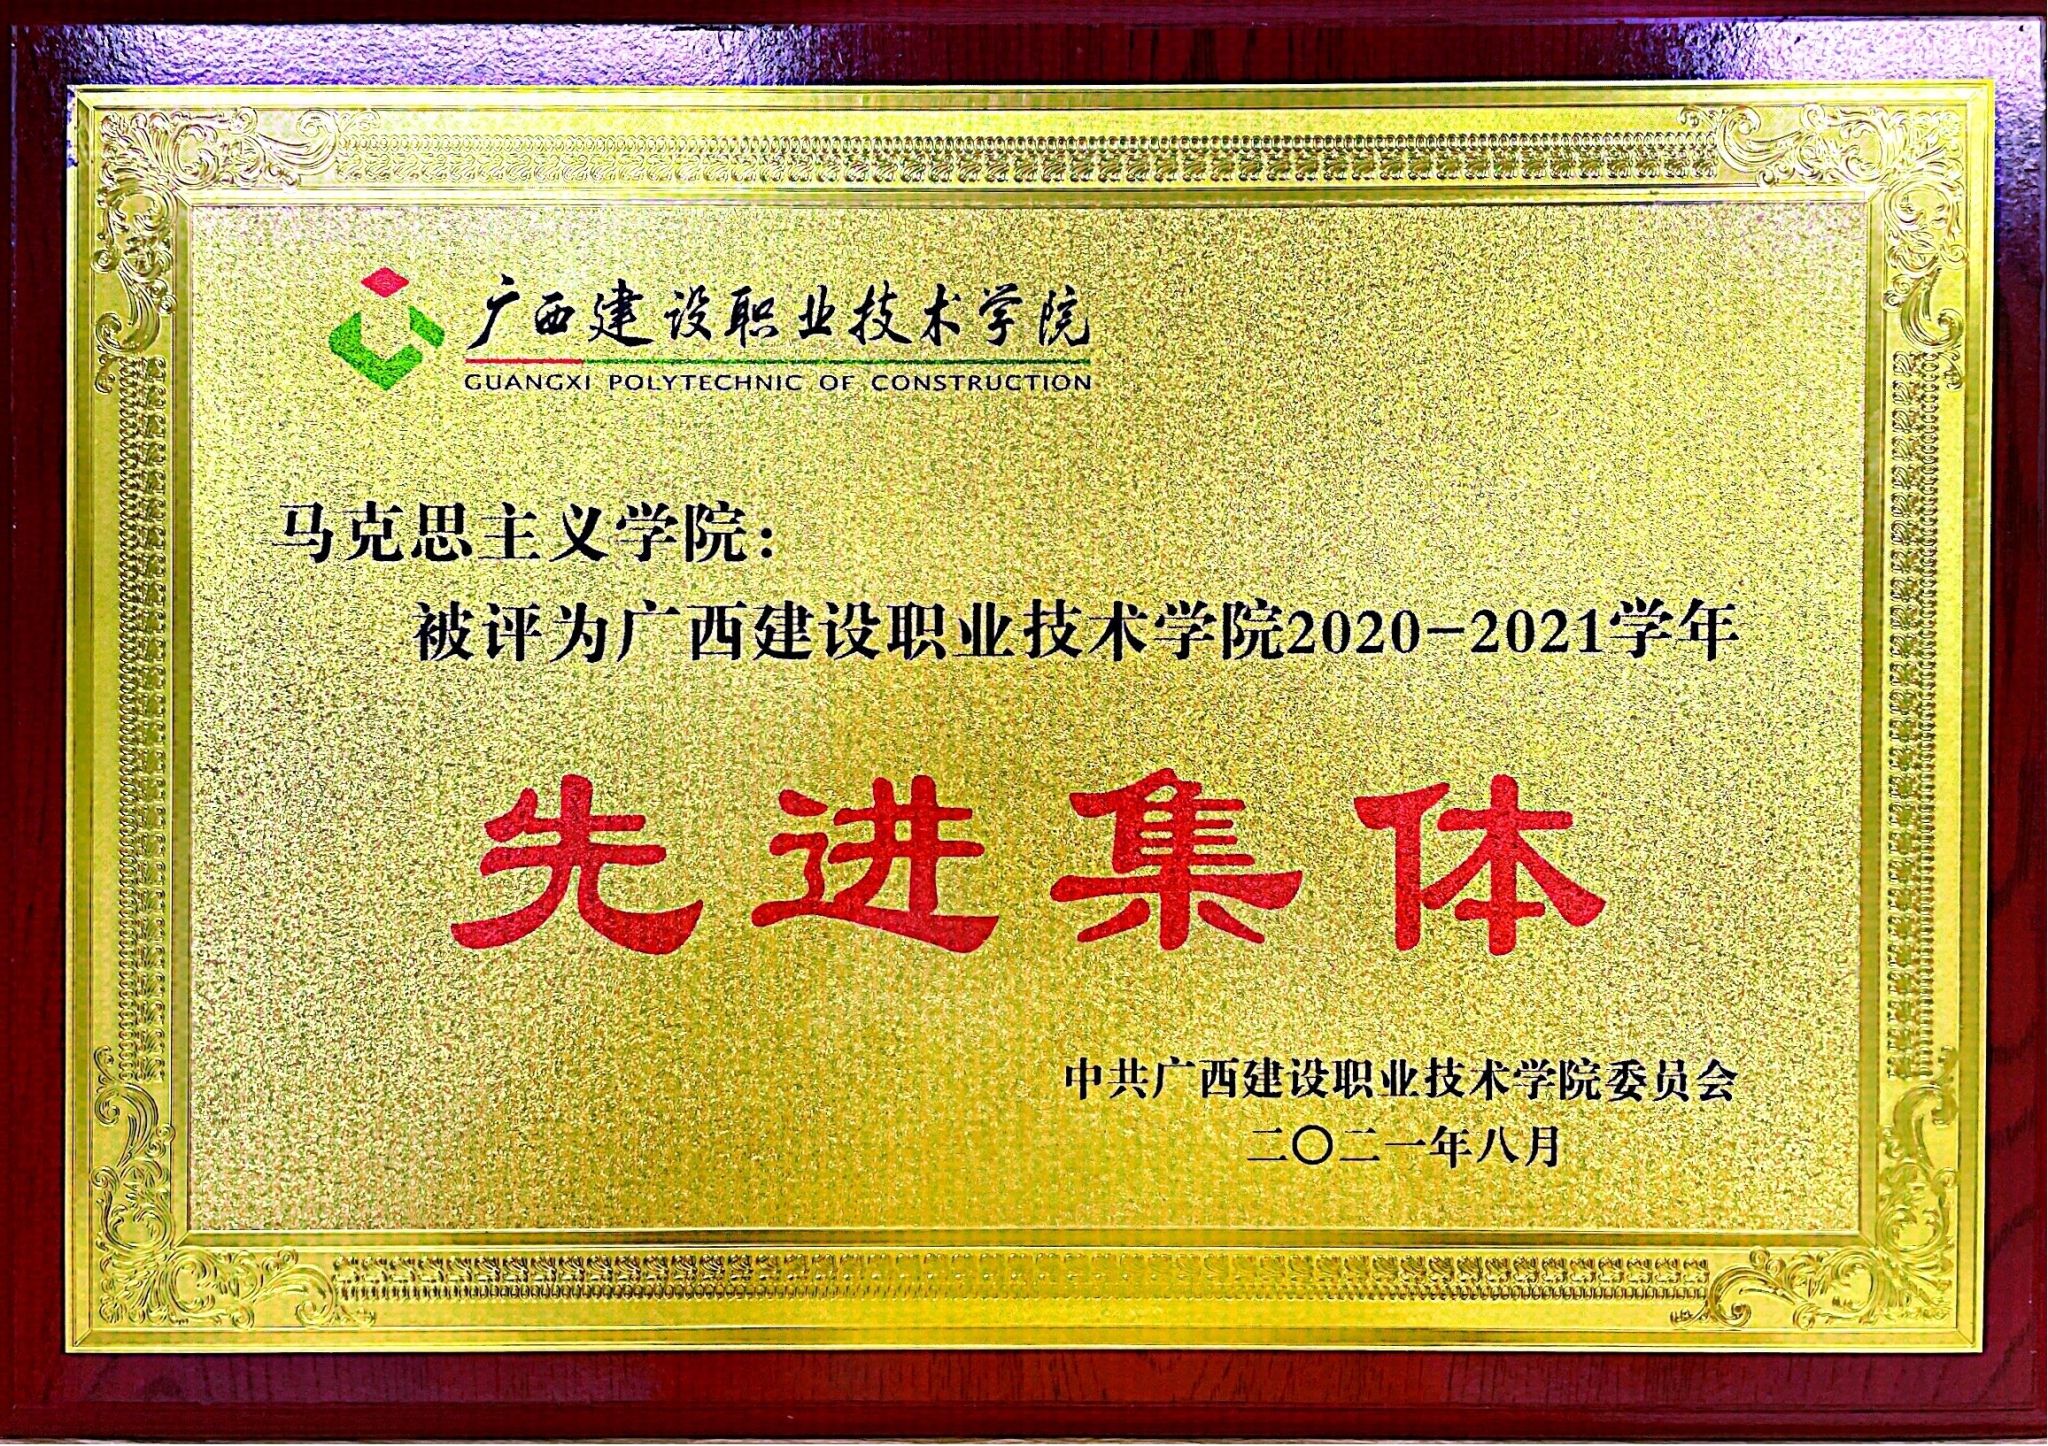 广西建设职业技术学院
GUANGXI POLYTECHNIC OF CONSTRUCTION
马克思主义学院：
被评为广西建设职业技术学院2020-2021学年
先进集体
中共广西建设职业技术学院委员会
二〇二一年八月